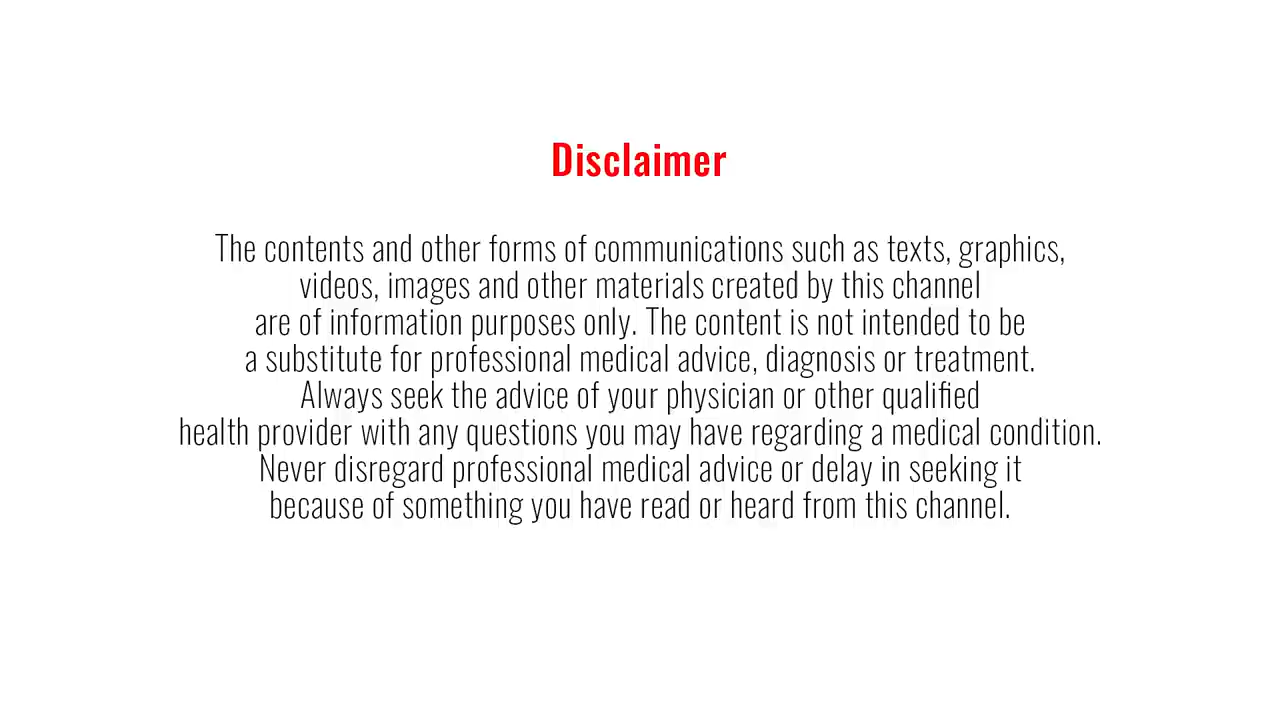 Disclaimer
The contents and other forms of communications such as texts, graphics,
videos, images and other materials created by this channel
are of information purposes only. The content is not intended to be
a substitute for professional medical advice, diagnosis or treatment.
Always seek the advice of your physician or other qualified
health provider with any questions you may have regarding a medical condition.
Never disregard professional medical advice or delay in seeking it
because of something you have read or heard from this channel.